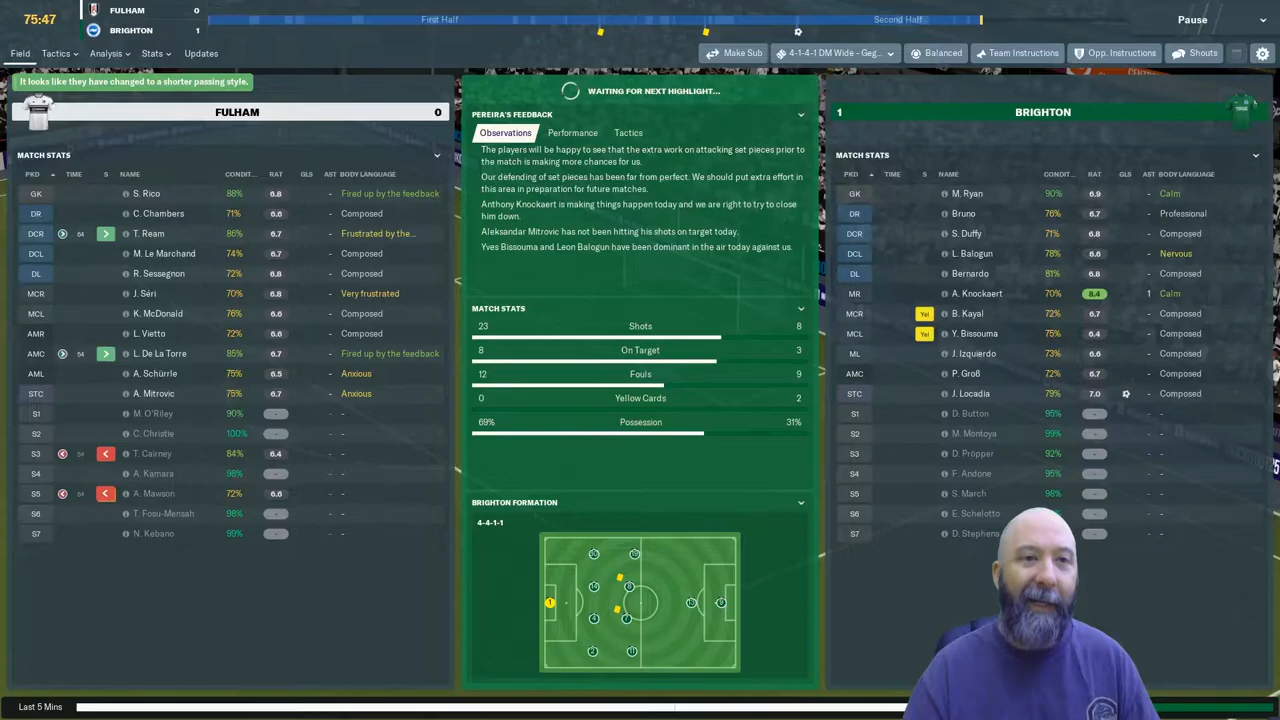 75:47
FULHAM 0
BRIGHTON 1
First Half
Second Half
Pause
Field Tactics Analysis Stats Updates
Make Sub
4-1-4-1 DM Wide - Geg...
Balanced
Team Instructions
Opp. Instructions
Shouts
It looks like they have changed to a shorter passing style.
FULHAM 0
MATCH STATS
PKD TIME S NAME CONDIT... RAT GLS AST BODY LANGUAGE
GK S. Rico 88% 6.8 - Fired up by the feedback
DR C. Chambers 71% 6.8 - Composed
DCR 64 T. Ream 86% 6.7 - Frustrated by the...
DCL M. Le Marchand 74% 6.7 - Composed
DL R. Sessegnon 72% 6.8 - Composed
MCR J. Séri 70% 6.8 - Very frustrated
MCL K. McDonald 76% 6.6 - Composed
AMR L. Vietto 72% 6.6 - Composed
AMC 54 L. De La Torre 85% 6.7 - Fired up by the feedback
AML A. Schürrle 75% 6.5 - Anxious
STC A. Mitrovic 75% 6.7 - Anxious
S1 M. O'Riley 90% - - -
S2 C. Christie 100% - - -
S3 54 T. Cairney 84% 6.4 - -
S4 A. Kamara 98% - - -
S5 64 A. Mawson 72% 6.6 - -
S6 T. Fosu-Mensah 98% - - -
S7 N. Kebano 99% - - -
WAITING FOR NEXT HIGHLIGHT...
PEREIRA'S FEEDBACK
Observations Performance Tactics
The players will be happy to see that the extra work on attacking set pieces prior to
the match is making more chances for us.
Our defending of set pieces has been far from perfect. We should put extra effort in
this area in preparation for future matches.
Anthony Knockaert is making things happen today and we are right to try to close
him down.
Aleksandar Mitrovic has not been hitting his shots on target today.
Yves Bissouma and Leon Balogun have been dominant in the air today against us.
MATCH STATS
23 Shots 8
8 On Target 3
12 Fouls 9
0 Yellow Cards 2
69% Possession 31%
BRIGHTON FORMATION
4-4-1-1
1 BRIGHTON
MATCH STATS
PKD TIME S NAME CONDIT... RAT GLS AST BODY LANGUAGE
GK M. Ryan 90% 6.9 - Calm
DR Bruno 76% 6.7 - Professional
DCR S. Duffy 71% 6.8 - Composed
DCL L. Balogun 78% 6.6 - Nervous
DL Bernardo 81% 6.8 - Composed
MR A. Knockaert 70% 8.4 1 Calm
MCR Yel B. Kayal 72% 6.7 - Composed
MCL Yel Y. Bissouma 75% 6.4 - Composed
ML J. Izquierdo 73% 6.6 - Composed
AMC P. Groß 72% 6.7 - Composed
STC J. Locadia 79% 7.0 - Composed
S1 D. Button 95% - - -
S2 M. Montoya 99% - - -
S3 D. Pröpper 92% - - -
S4 F. Andone 95% - - -
S5 S. March 98% - - -
S6 E. Schelotto - - -
S7 D. Stephens
Last 5 Mins